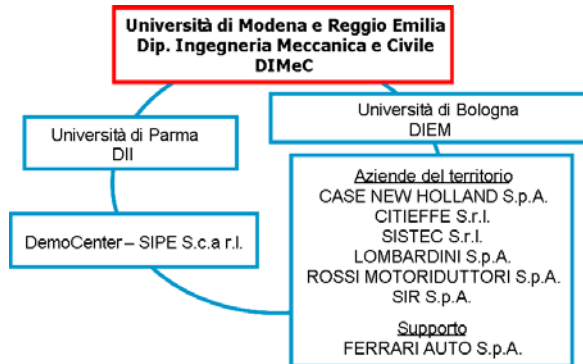 Università di Modena e Reggio Emilia
Dip. Ingegneria Meccanica e Civile
DIMeC
Università di Bologna
DIEM
Università di Parma
DII
Aziende del territorio
CASE NEW HOLLAND S.p.A.
CITIEFFE S.r.l.
SISTEC S.r.l.
LOMBARDINI S.p.A.
ROSSI MOTORIDUTTORI S.p.A.
SIR S.p.A.
Supporto
FERRARI AUTO S.p.A.
DemoCenter – SIPE S.c.a r.l.